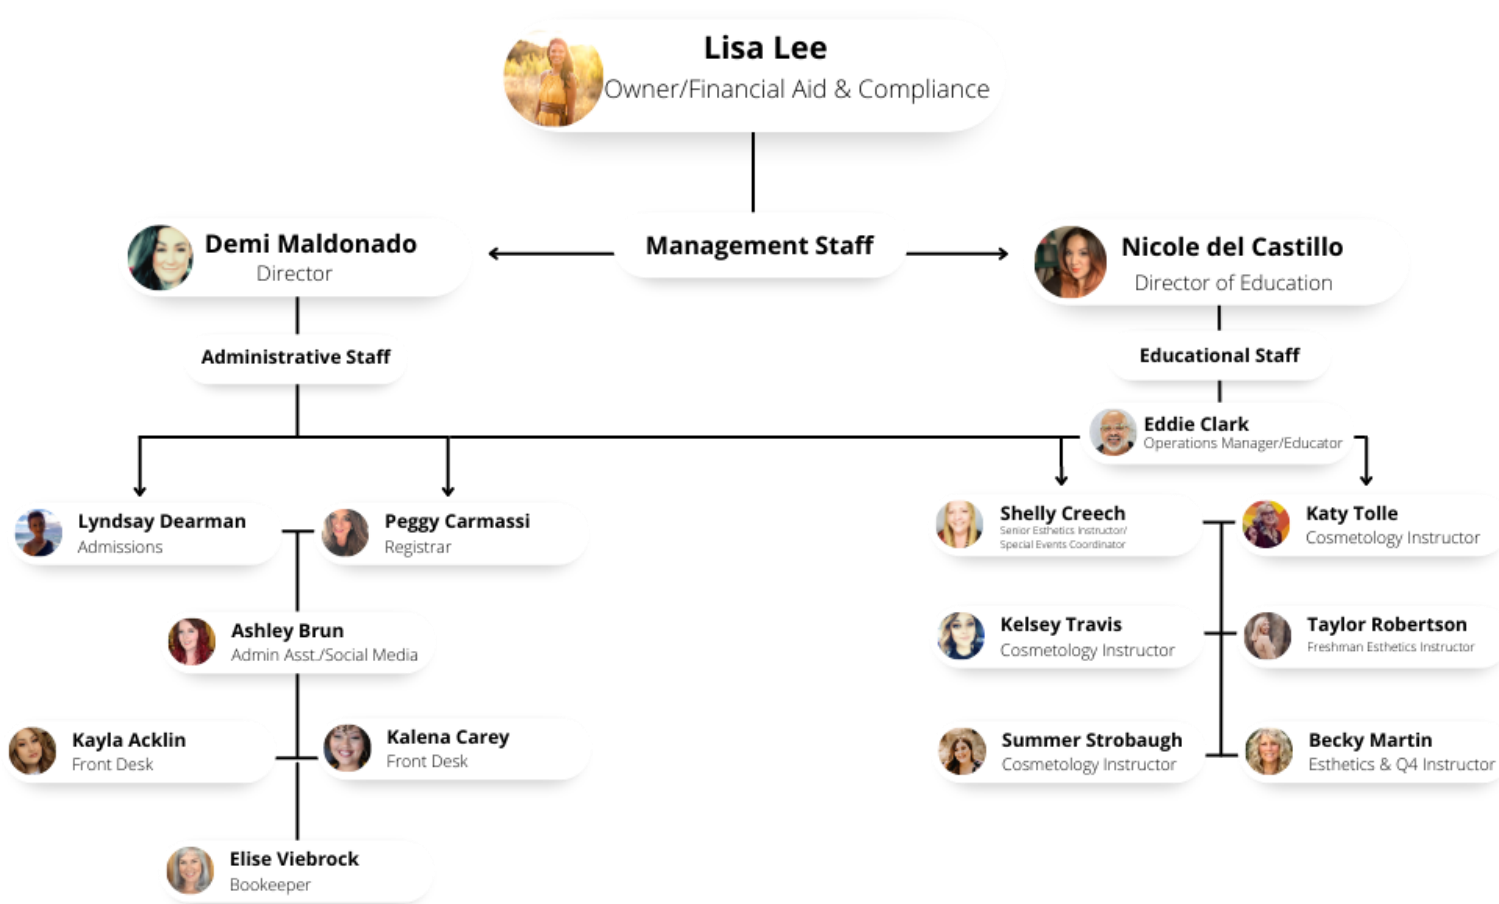 Lisa Lee
Owner/Financial Aid & Compliance
Management Staff
Demi Maldonado
Director
Nicole del Castillo
Director of Education
Administrative Staff
Educational Staff
Eddie Clark
Operations Manager/Educator
Lyndsay Dearman
Admissions
Peggy Carmassi
Registrar
Shelly Creech
Senior Esthetics Instructor/
Special Events Coordinator
Katy Tolle
Cosmetology Instructor
Ashley Brun
Admin Asst./Social Media
Kelsey Travis
Cosmetology Instructor
Taylor Robertson
Freshman Esthetics Instructor
Kayla Acklin
Front Desk
Kalena Carey
Front Desk
Summer Strobaugh
Cosmetology Instructor
Becky Martin
Esthetics & Q4 Instructor
Elise Viebrock
Bookeeper